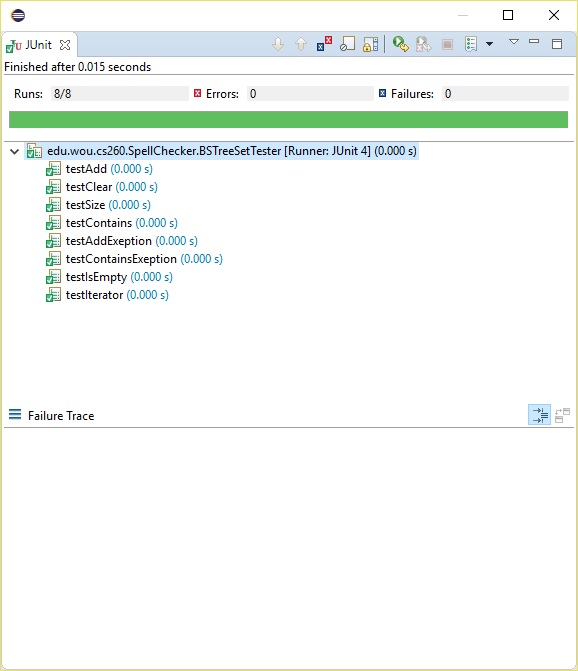 JUnit
Finished after 0.015 seconds
Runs: 8/8 Errors: 0 Failures: 0
edu.wou.cs260.SpellChecker.BSTreeSetTester [Runner: JUnit 4] (0.000 s)
testAdd (0.000 s)
testClear (0.000 s)
testSize (0.000 s)
testContains (0.000 s)
testAddExeption (0.000 s)
testContainsExeption (0.000 s)
testIsEmpty (0.000 s)
testIterator (0.000 s)
Failure Trace